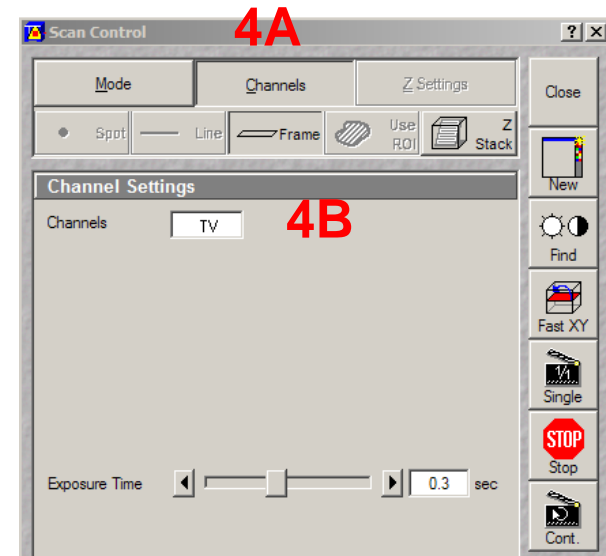 Scan Control
4A
? ×
Mode
Channels
Z Settings
Close
Spot
Line
Frame
Use
ROI
Z
Stack
New
Channel Settings
Channels
TV
4B
Find
Fast XY
1/1
Single
STOP
Stop
Exposure Time
0.3
sec
Cont.